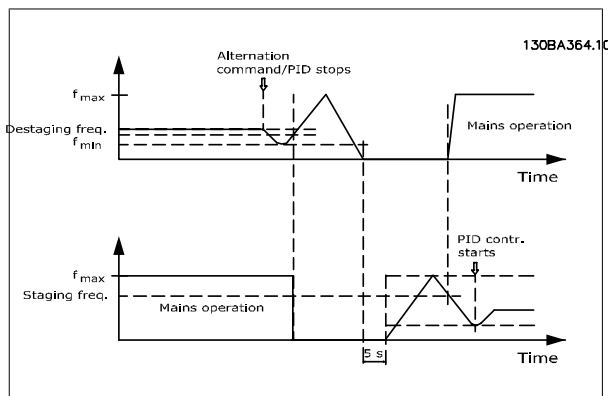 130BA364.10
Alternation
command/PID stops
f max
Destaging freq.
f min
Mains operation
Time
PID contr.
starts
f max
Staging freq.
Mains operation
5 s
Time